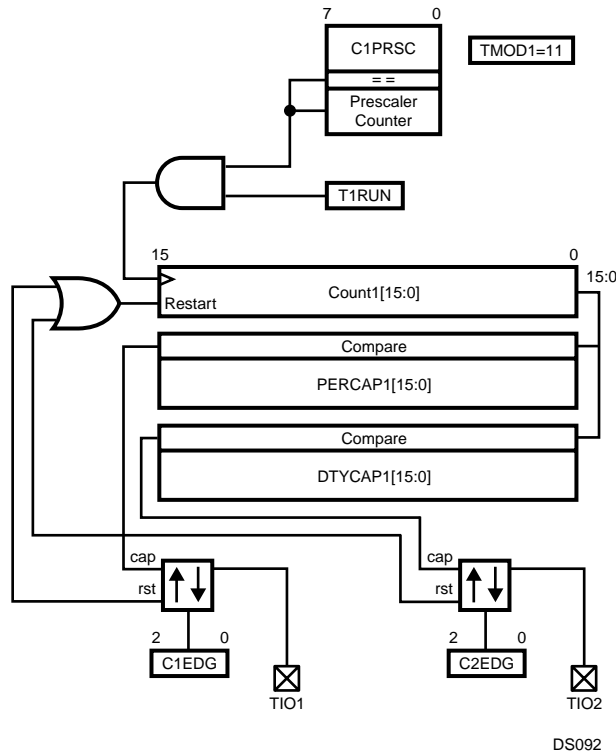 7 0
C1PRSC
TMOD1=11
= =
Prescaler
Counter
T1RUN
15 0
15:0
Count1[15:0]
Restart
Compare
PERCAP1[15:0]
Compare
DTYCAP1[15:0]
cap
rst
cap
rst
2 0
2 0
C1EDG
C2EDG
TIO1
TIO2
DS092